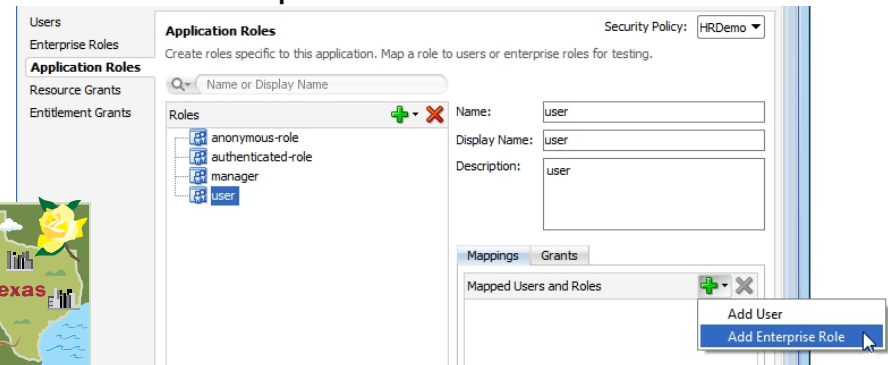 Users
Enterprise Roles
Application Roles
Resource Grants
Entitlement Grants
Application Roles
Security Policy: HRDemo
Create roles specific to this application. Map a role to users or enterprise roles for testing.
Name or Display Name
Roles
anonymous-role
authenticated-role
manager
user
Name: user
Display Name: user
Description: user
Mappings Grants
Mapped Users and Roles
Add User
Add Enterprise Role
exas